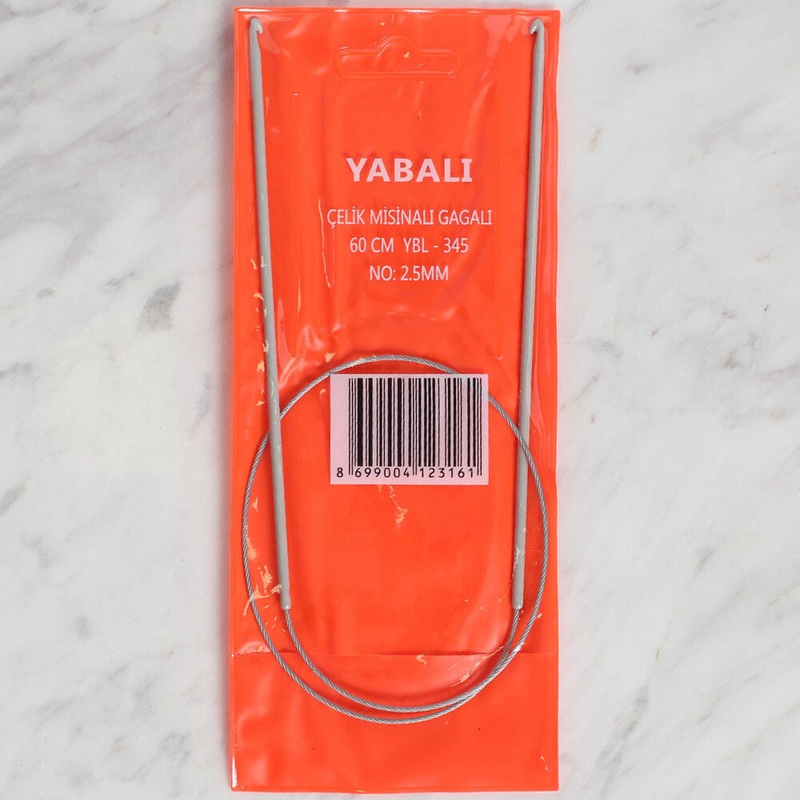 YABALI
ÇELİK MİSİNALI GAGALI
60 CM YBL - 345
NO: 2.5MM
8 699004 123161